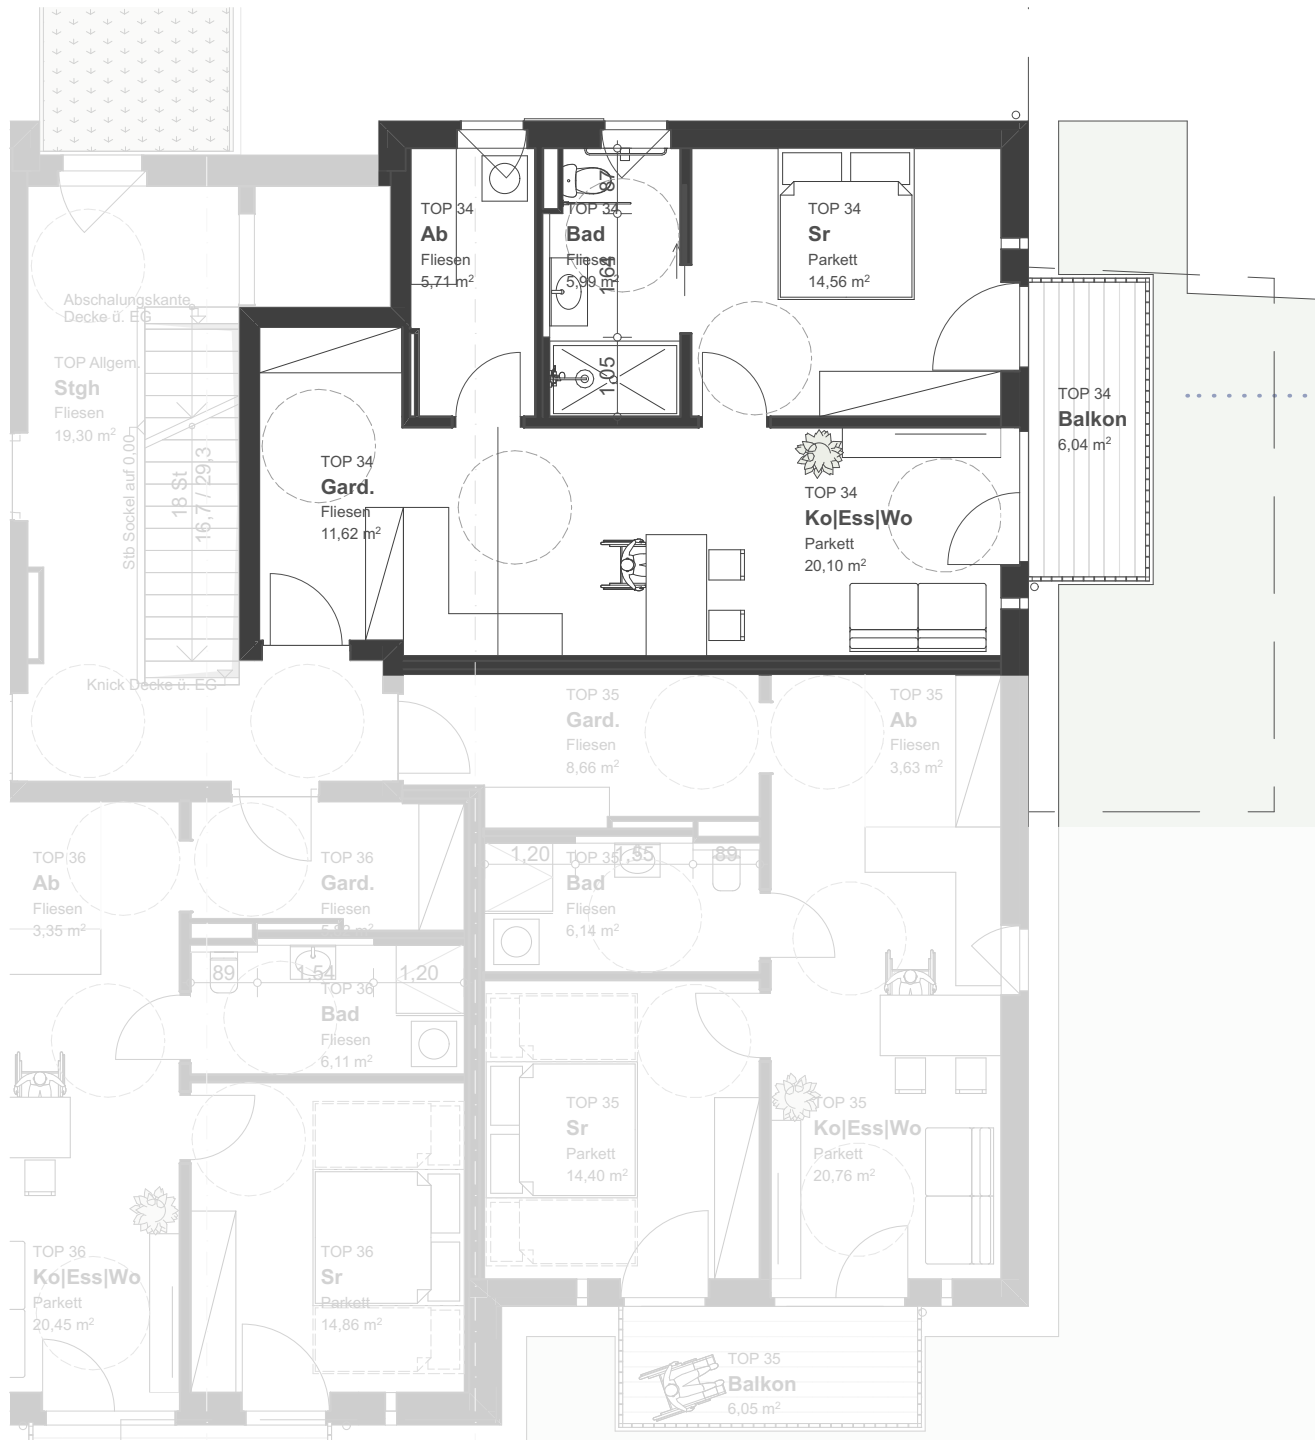 TOP 34
Ab
Fliesen
5,71 m²
TOP 34
Bad
Fliesen
5,99 m²
87
1,64
1,05
TOP 34
Sr
Parkett
14,56 m²
Abschalungskante
Decke ü. EG
TOP Allgem.
Stgh
Fliesen
19,30 m²
Stb Sockel auf 0,00
18 St
16,7 / 29,3
Knick Decke ü. EG
TOP 34
Gard.
Fliesen
11,62 m²
TOP 34
Ko|Ess|Wo
Parkett
20,10 m²
TOP 34
Balkon
6,04 m²
TOP 35
Gard.
Fliesen
8,66 m²
TOP 35
Ab
Fliesen
3,63 m²
TOP 36
Ab
Fliesen
3,35 m²
TOP 36
Gard.
Fliesen
1,20
1,55
89
TOP 35
Bad
Fliesen
6,14 m²
89
1,54
1,20
TOP 36
Bad
Fliesen
6,11 m²
TOP 35
Sr
Parkett
14,40 m²
TOP 35
Ko|Ess|Wo
Parkett
20,76 m²
TOP 36
Ko|Ess|Wo
Parkett
20,45 m²
TOP 36
Sr
Parkett
14,86 m²
TOP 35
Balkon
6,05 m²